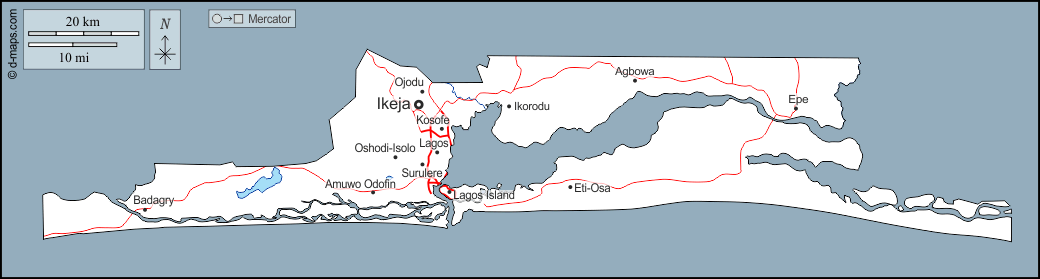 © d-maps.com
20 km
10 mi
N
Mercator
Ojodu
Agbowa
Ikeja
Ikorodu
Epe
Kosofe
Oshodi-Isolo
Lagos
Surulere
Amuwo Odofin
Eti-Osa
Lagos Island
Badagry